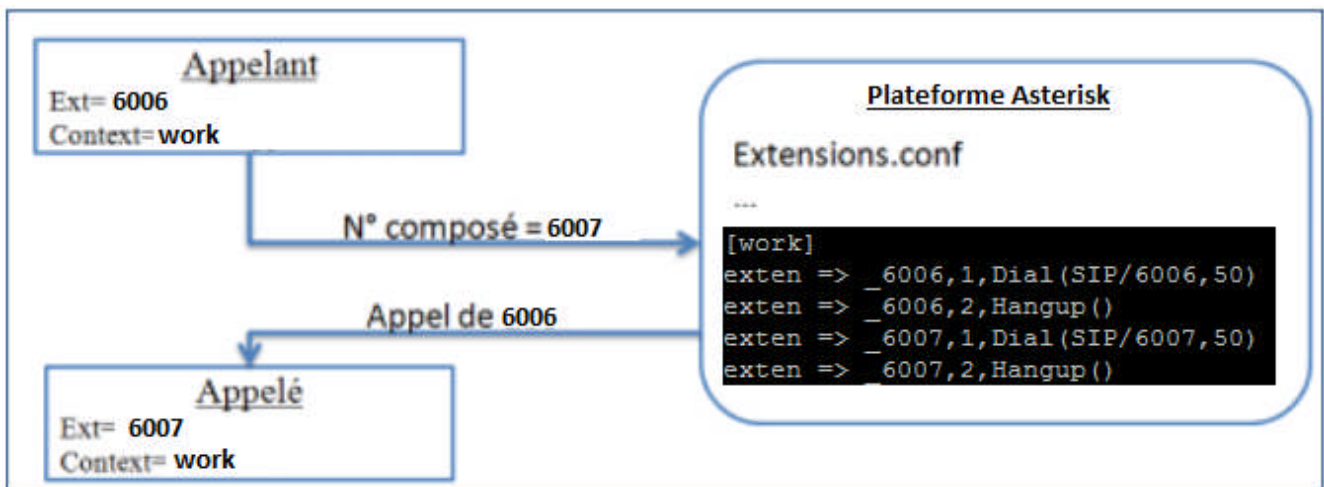 Appelant
Ext= 6006
Context= work
N° composé = 6007
Appel de 6006
Appelé
Ext= 6007
Context= work
Plateforme Asterisk
Extensions.conf
...
[work]
exten => _6006,1,Dial(SIP/6006,50)
exten => _6006,2,Hangup()
exten => _6007,1,Dial(SIP/6007,50)
exten => _6007,2,Hangup()